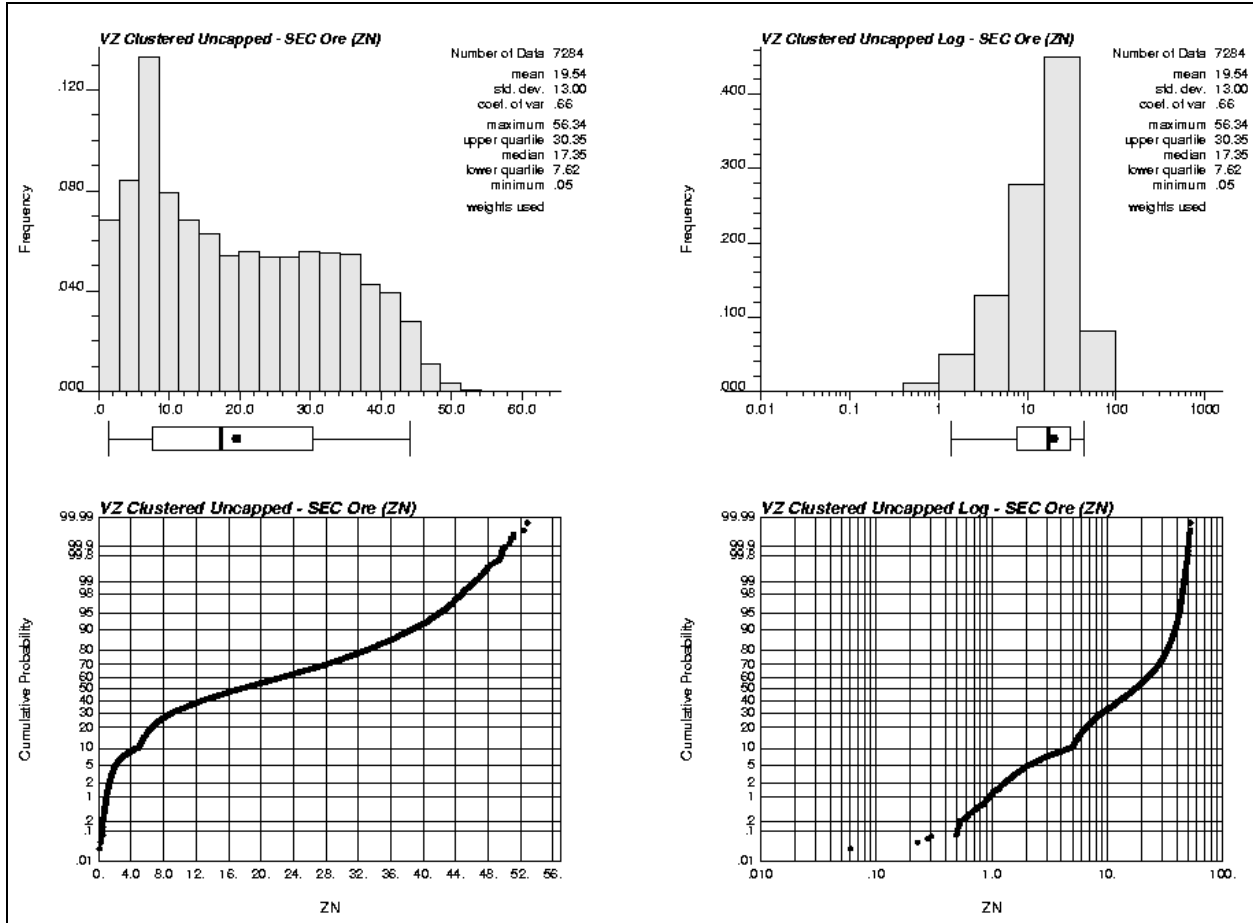 VZ Clustered Uncapped - SEC Ore (ZN)
Number of Data 7284
mean 19.54
std. dev. 13.00
coef. of var .66
maximum 56.34
upper quartile 30.35
median 17.35
lower quartile 7.62
minimum .05
weights used
Frequency
.120
.080
.040
.000
.0 10.0 20.0 30.0 40.0 50.0 60.0
VZ Clustered Uncapped Log - SEC Ore (ZN)
Number of Data 7284
mean 19.54
std. dev. 13.00
coef. of var .66
maximum 56.34
upper quartile 30.35
median 17.35
lower quartile 7.62
minimum .05
weights used
Frequency
.400
.300
.200
.100
.000
0.01 0.1 1 10 100 1000
VZ Clustered Uncapped - SEC Ore (ZN)
Cumulative Probability
99.99
99.9
99.8
99
98
95
90
80
70
60
50
40
30
20
10
5
2
1
.2
.1
.01
0. 4.0 8.0 12. 16. 20. 24. 28. 32. 36. 40. 44. 48. 52. 56.
ZN
VZ Clustered Uncapped Log - SEC Ore (ZN)
Cumulative Probability
99.99
99.9
99.8
99
98
95
90
80
70
60
50
40
30
20
10
5
2
1
.2
.1
.01
.010 .10 1.0 10. 100.
ZN